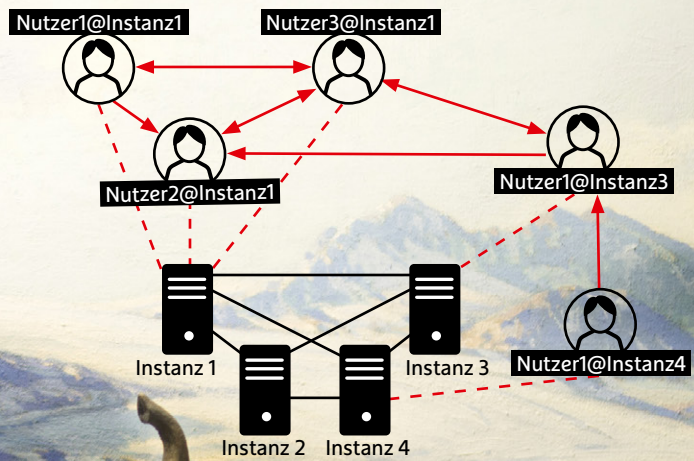 Nutzer1@Instanz1
Nutzer3@Instanz1
Nutzer2@Instanz1
Nutzer1@Instanz3
Instanz 1
Instanz 3
Nutzer1@Instanz4
Instanz 2
Instanz 4